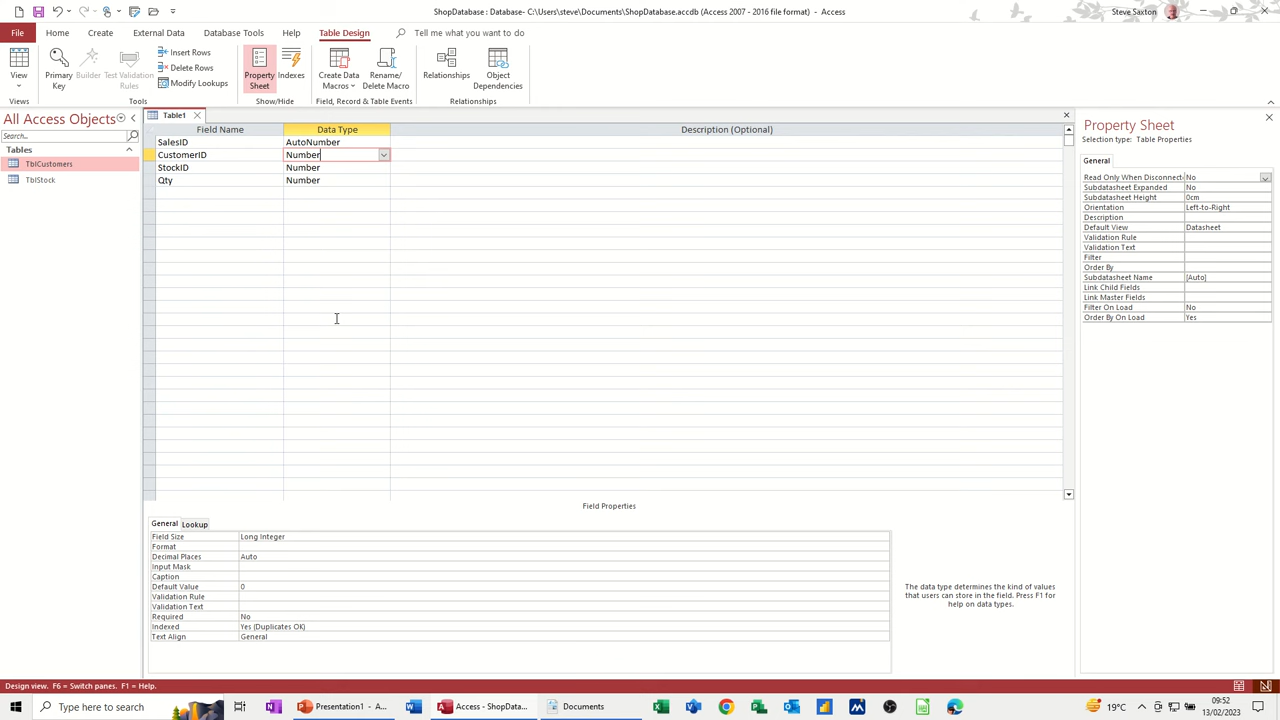 ShopDatabase : Database- C:\Users\steve\Documents\ShopDatabase.accdb (Access 2007 - 2016 file format) - Access
Steve Saxton
File Home Create External Data Database Tools Help Table Design Tell me what you want to do
View
Primary Key
Builder
Test Validation Rules
Insert Rows
Delete Rows
Modify Lookups
Property Sheet
Indexes
Create Data Macros
Rename/ Delete Macro
Relationships
Object Dependencies
Views Tools Show/Hide Field, Record & Table Events Relationships
All Access Objects
Search...
Tables
TblCustomers
TblStock
Table1
Field Name Data Type Description (Optional)
SalesID AutoNumber
CustomerID Number
StockID Number
Qty Number
Field Properties
General Lookup
Field Size Long Integer
Format
Decimal Places Auto
Input Mask
Caption
Default Value 0
Validation Rule
Validation Text
Required No
Indexed Yes (Duplicates OK)
Text Align General
The data type determines the kind of values
that users can store in the field. Press F1 for
help on data types.
Property Sheet
Selection type: Table Properties
General
Read Only When Disconnect No
Subdatasheet Expanded No
Subdatasheet Height 0cm
Orientation Left-to-Right
Description
Default View Datasheet
Validation Rule
Validation Text
Filter
Order By
Subdatasheet Name [Auto]
Link Child Fields
Link Master Fields
Filter On Load No
Order By On Load Yes
Design view. F6 = Switch panes. F1 = Help.
Type here to search
Presentation1 - A...
Access - ShopData...
Documents
19°C
09:52
13/02/2023